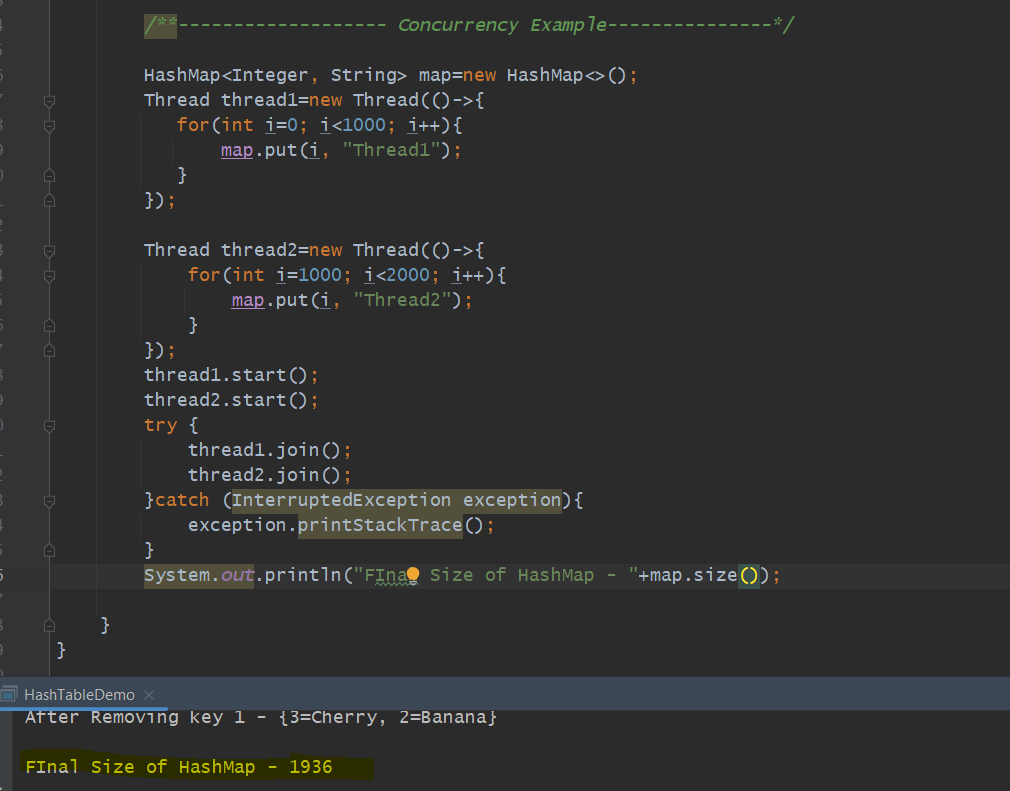 /**------------------- Concurrency Example---------------*/
HashMap<Integer, String> map=new HashMap<>();
Thread thread1=new Thread(()->{
for(int i=0; i<1000; i++){
map.put(i, "Thread1");
}
});
Thread thread2=new Thread(()->{
for(int i=1000; i<2000; i++){
map.put(i, "Thread2");
}
});
thread1.start();
thread2.start();
try {
thread1.join();
thread2.join();
}catch (InterruptedException exception){
exception.printStackTrace();
}
System.out.println("FInal Size of HashMap - "+map.size());
}
}
HashTableDemo ×
After Removing key 1 - {3=Cherry, 2=Banana}
FInal Size of HashMap - 1936